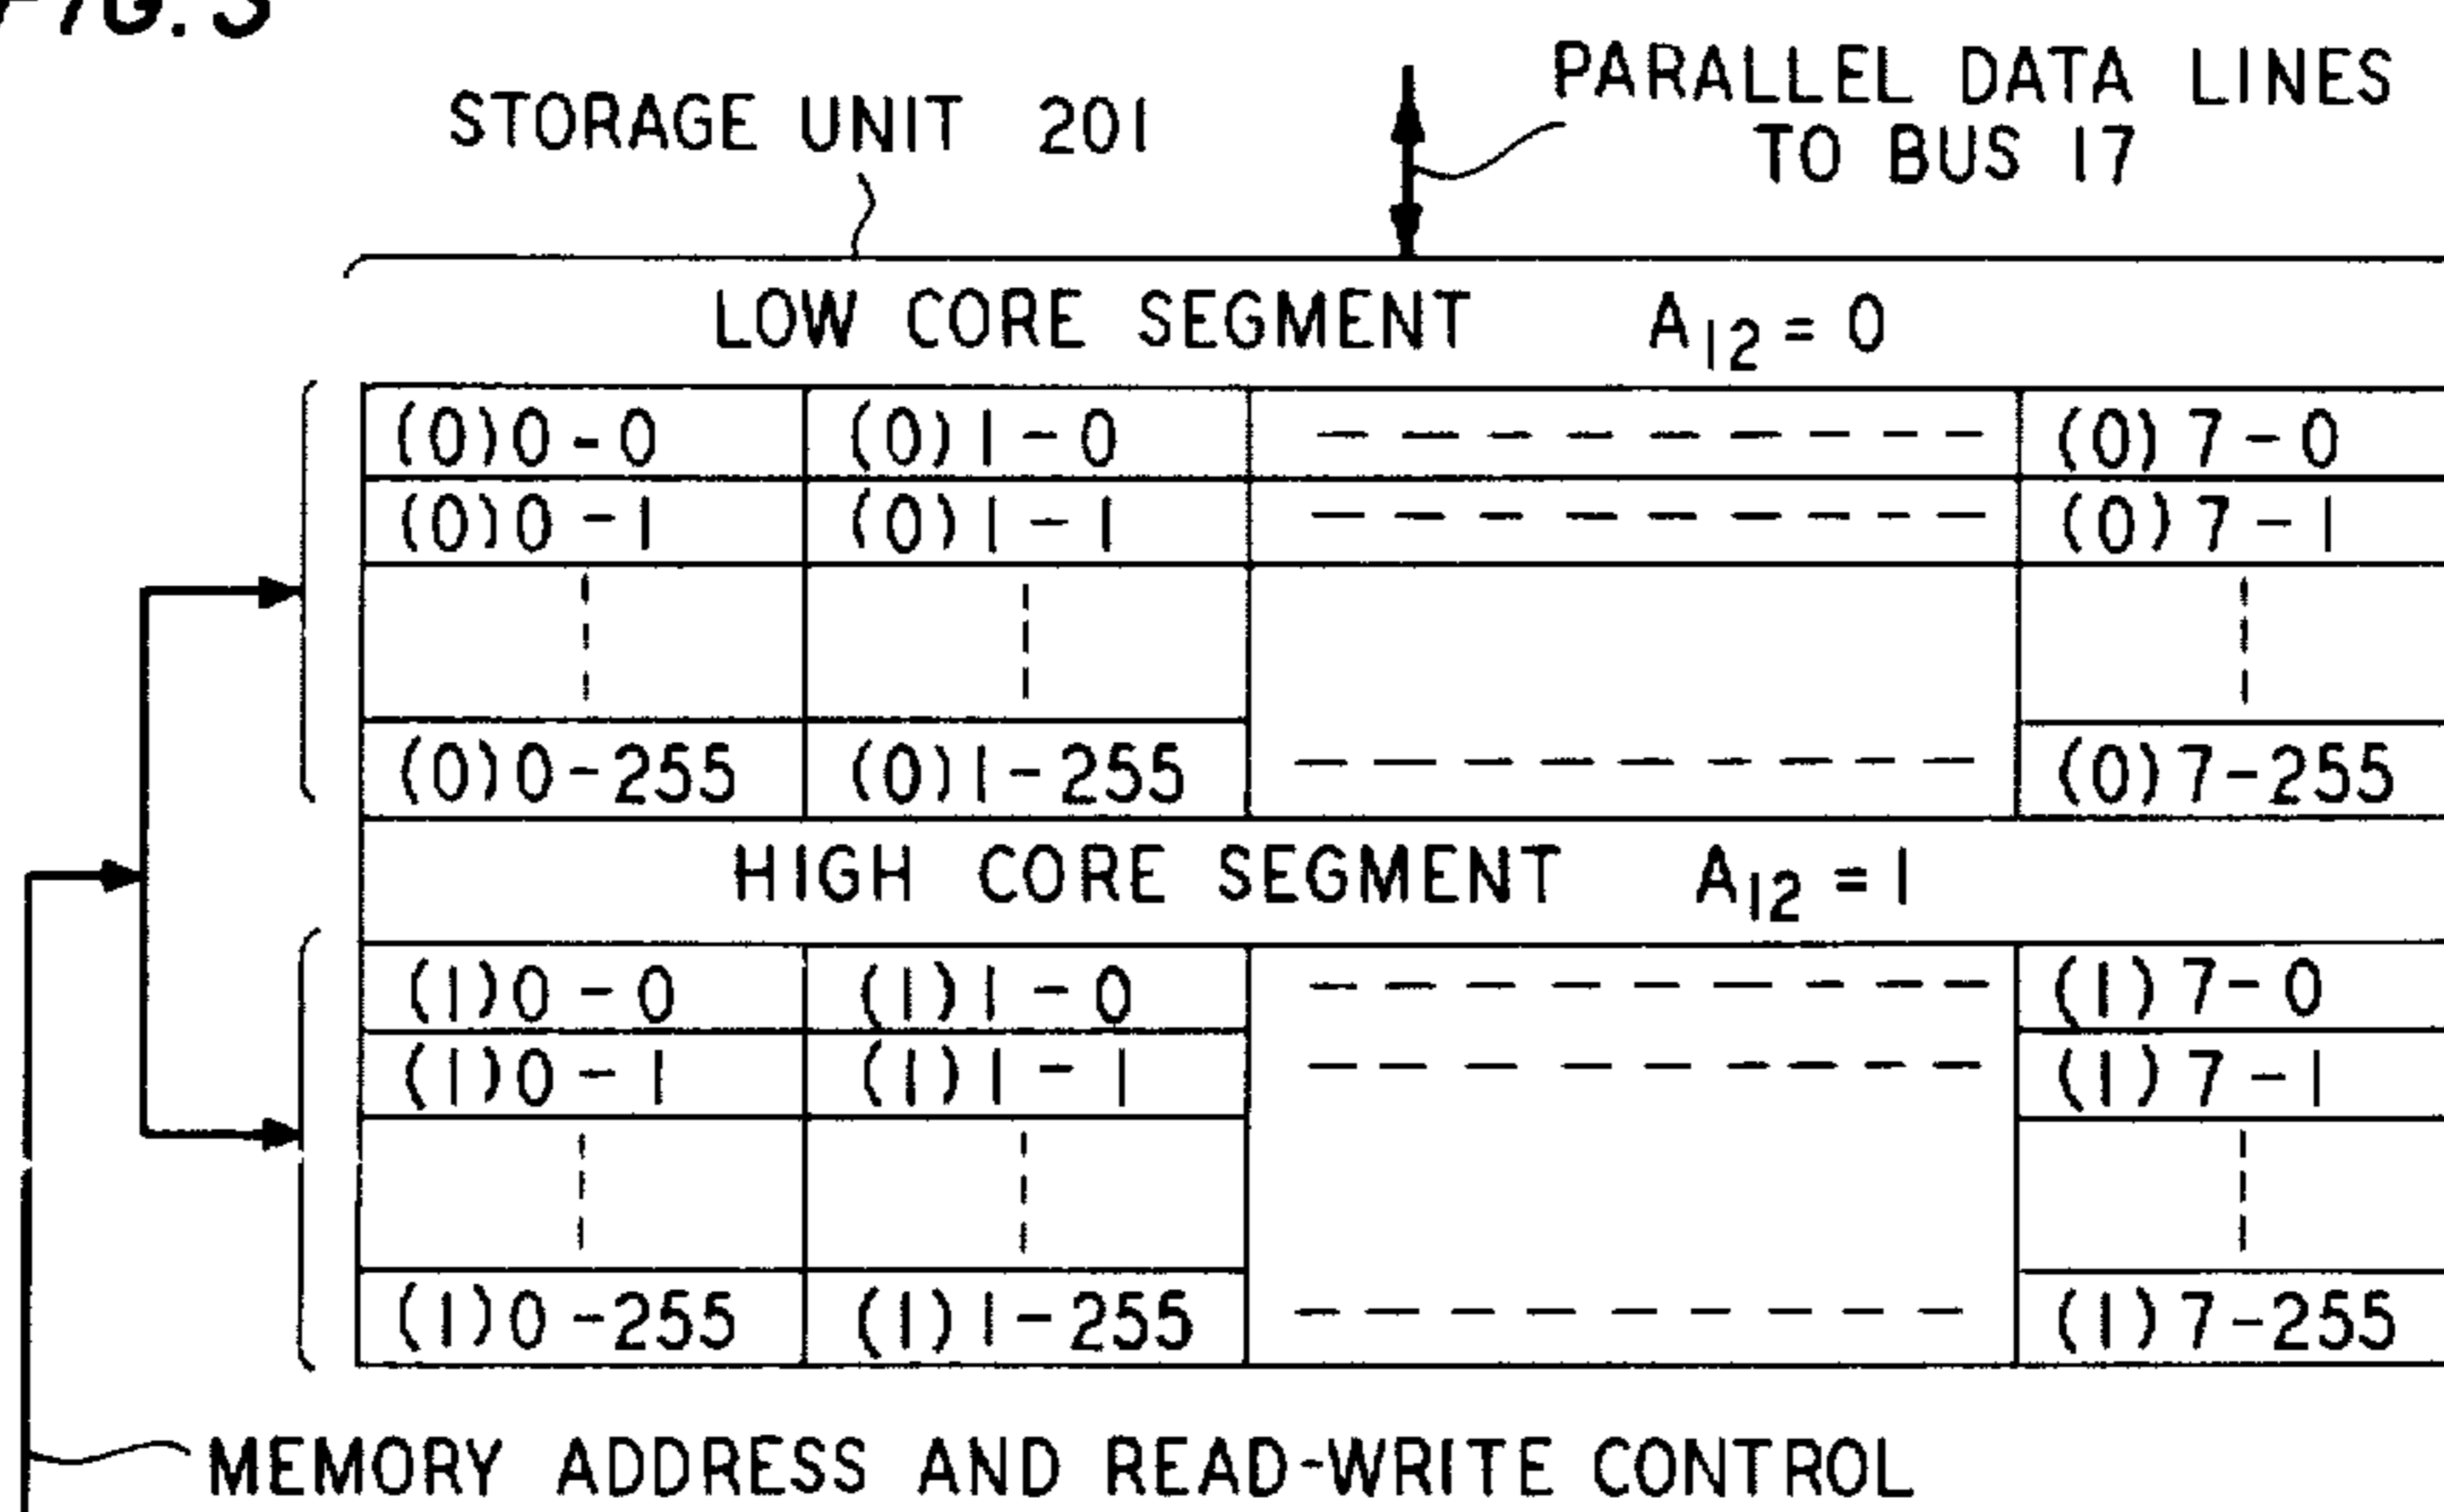 FIG. 3
PARALLEL DATA LINES
TO BUS 17
STORAGE UNIT 201
LOW CORE SEGMENT A12 = 0
(0)0-0 (0)1-0 (0)7-0
(0)0-1 (0)1-1 (0)7-1
(0)0-255 (0)1-255 (0)7-255
HIGH CORE SEGMENT A12 = 1
(1)0-0 (1)1-0 (1)7-0
(1)0-1 (1)1-1 (1)7-1
(1)0-255 (1)1-255 (1)7-255
MEMORY ADDRESS AND READ-WRITE CONTROL